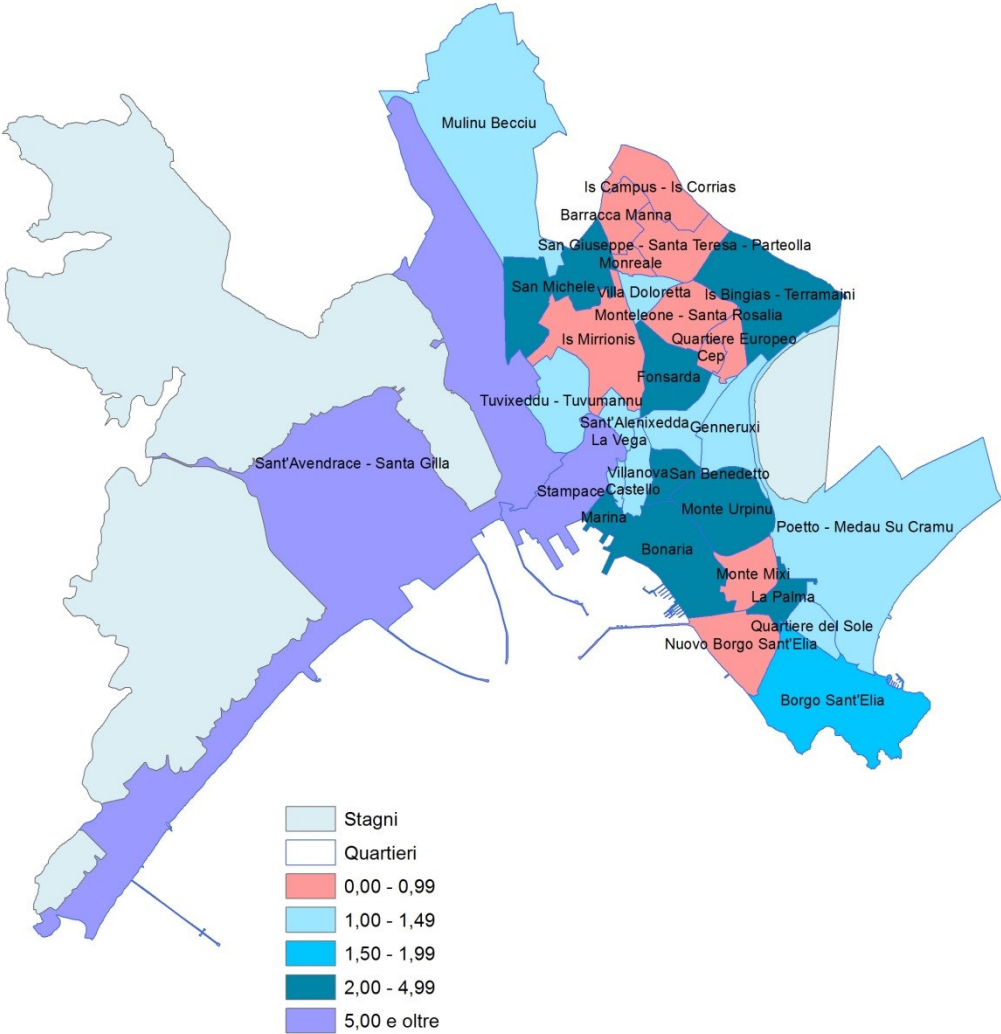 Mulinu Becciu
Is Campus - Is Corrias
Barracca Manna
San Giuseppe - Santa Teresa - Parteolla
Monreale
San Michele
Villa Doloretta
Is Bingias - Terramaini
Monteleone - Santa Rosalia
Is Mirrionis
Quartiere Europeo
Cep
Fonsarda
Tuvixeddu - Tuvumannu
Sant'Alenixedda
Genneruxi
La Vega
Sant'Avendrace - Santa Gilla
Villanova
San Benedetto
Stampace
Castello
Monte Urpinu
Marina
Poetto - Medau Su Cramu
Bonaria
Monte Mixi
La Palma
Quartiere del Sole
Nuovo Borgo Sant'Elia
Borgo Sant'Elia
Stagni
Quartieri
0,00 - 0,99
1,00 - 1,49
1,50 - 1,99
2,00 - 4,99
5,00 e oltre